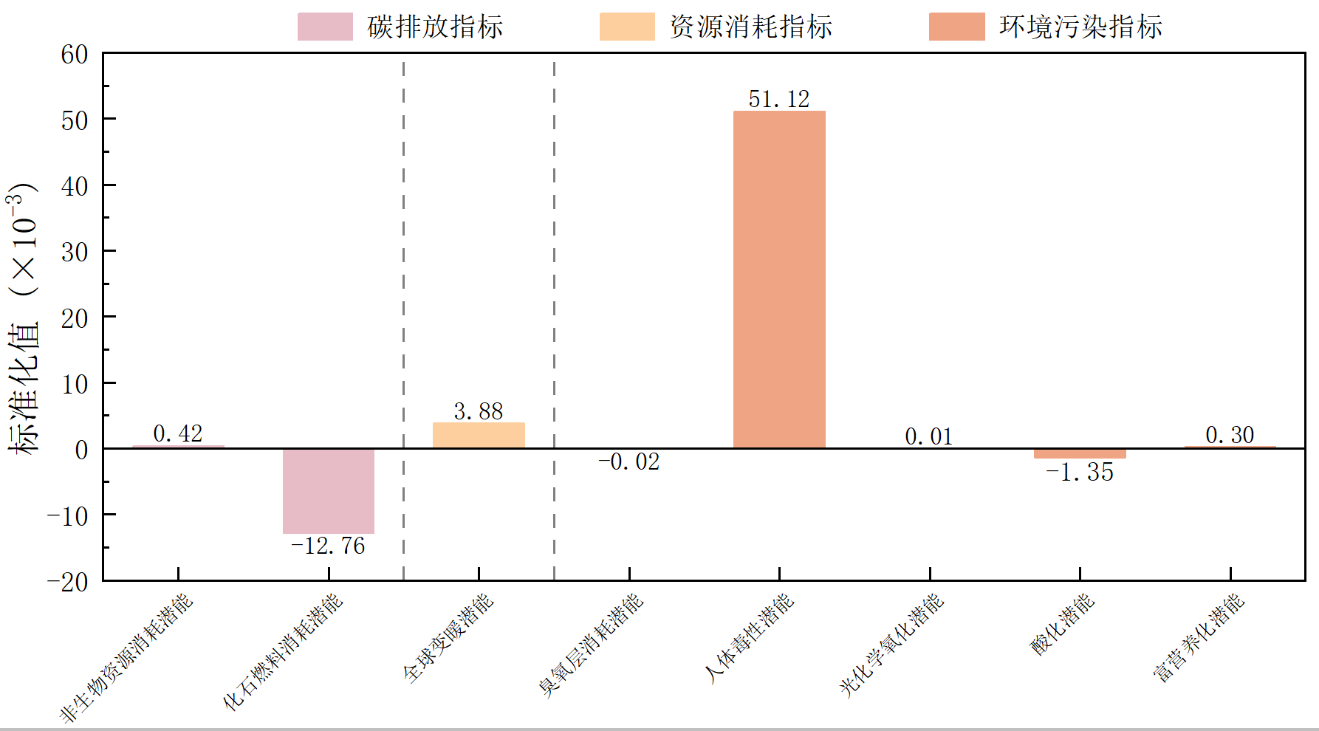 碳排放指标 资源消耗指标 环境污染指标
标准化值（×10⁻³）
60
50
40
30
20
10
0
−10
−20
0.42
−12.76
3.88
−0.02
51.12
0.01
−1.35
0.30
非生物资源消耗潜能
化石燃料消耗潜能
全球变暖潜能
臭氧层消耗潜能
人体毒性潜能
光化学氧化潜能
酸化潜能
富营养化潜能